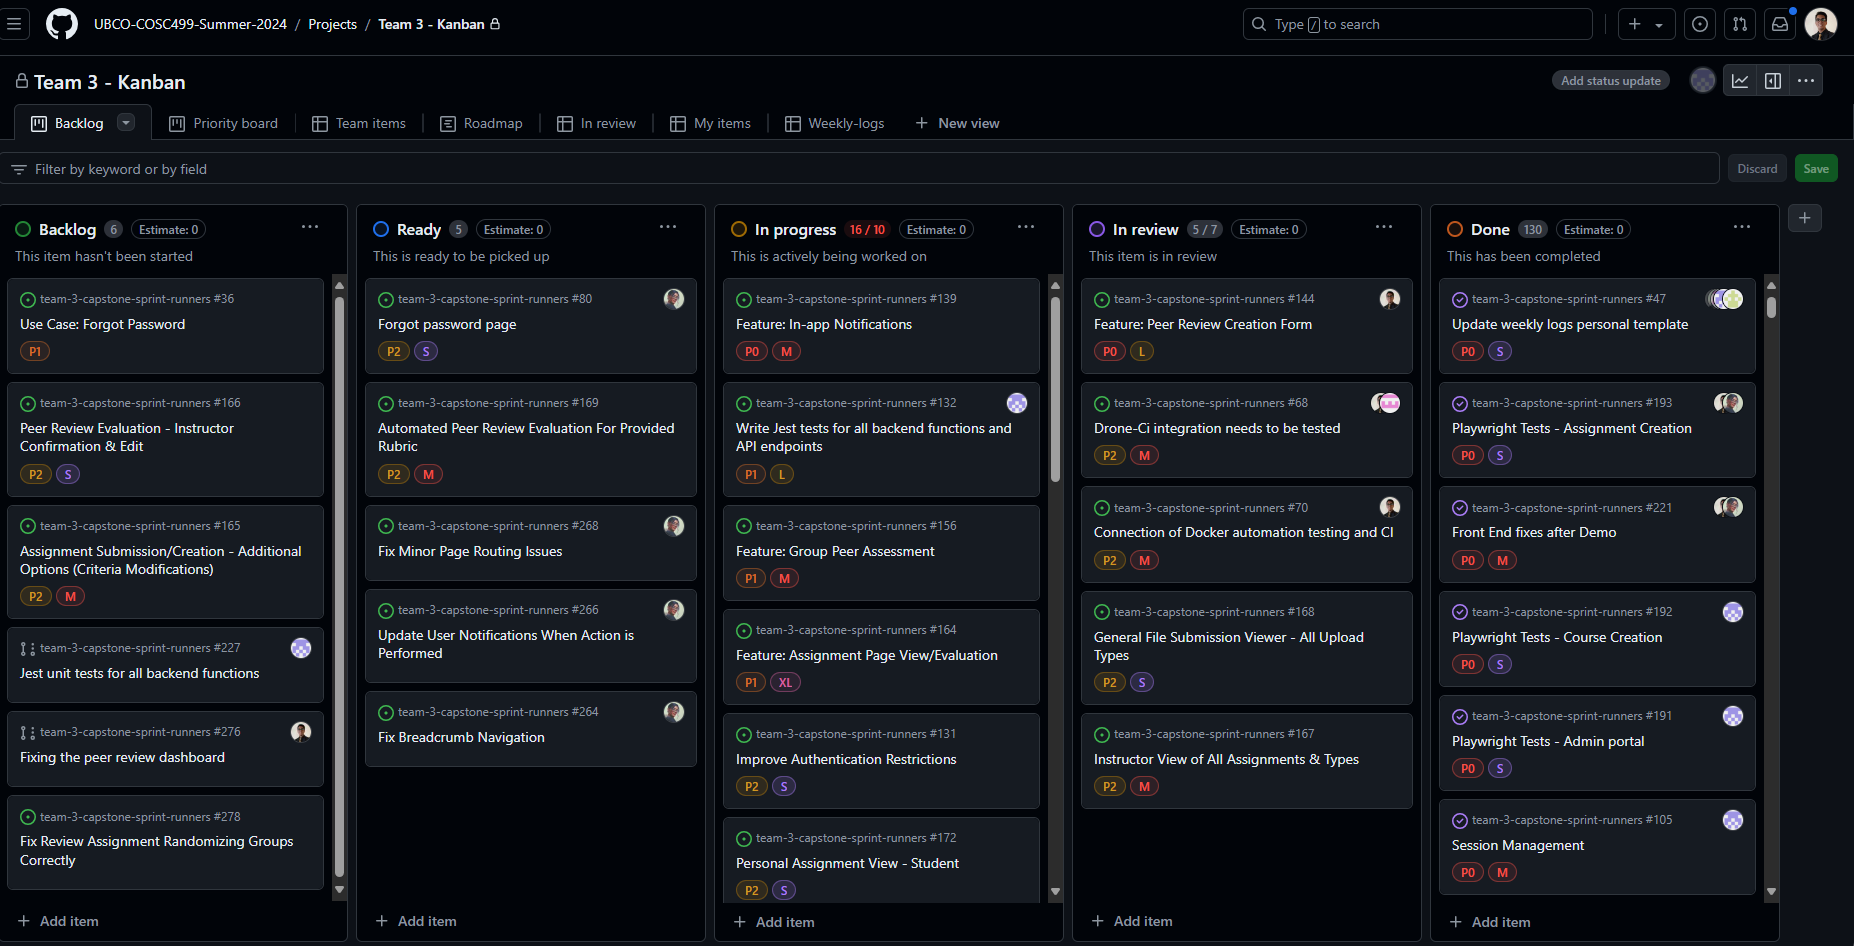 UBCO-COSC499-Summer-2024 / Projects / Team 3 - Kanban
Type / to search
Team 3 - Kanban
Add status update
Backlog
Priority board
Team items
Roadmap
In review
My items
Weekly-logs
New view
Filter by keyword or by field
Discard
Save
Backlog 6 Estimate: 0
This item hasn't been started
team-3-capstone-sprint-runners #36
Use Case: Forgot Password
P1
team-3-capstone-sprint-runners #166
Peer Review Evaluation - Instructor
Confirmation & Edit
P2 S
team-3-capstone-sprint-runners #165
Assignment Submission/Creation - Additional
Options (Criteria Modifications)
P2 M
team-3-capstone-sprint-runners #227
Jest unit tests for all backend functions
team-3-capstone-sprint-runners #276
Fixing the peer review dashboard
team-3-capstone-sprint-runners #278
Fix Review Assignment Randomizing Groups
Correctly
Add item
Ready 5 Estimate: 0
This is ready to be picked up
team-3-capstone-sprint-runners #80
Forgot password page
P2 S
team-3-capstone-sprint-runners #169
Automated Peer Review Evaluation For Provided
Rubric
P2 M
team-3-capstone-sprint-runners #268
Fix Minor Page Routing Issues
team-3-capstone-sprint-runners #266
Update User Notifications When Action is
Performed
team-3-capstone-sprint-runners #264
Fix Breadcrumb Navigation
Add item
In progress 16 / 10 Estimate: 0
This is actively being worked on
team-3-capstone-sprint-runners #139
Feature: In-app Notifications
P0 M
team-3-capstone-sprint-runners #132
Write Jest tests for all backend functions and
API endpoints
P1 L
team-3-capstone-sprint-runners #156
Feature: Group Peer Assessment
P1 M
team-3-capstone-sprint-runners #164
Feature: Assignment Page View/Evaluation
P1 XL
team-3-capstone-sprint-runners #131
Improve Authentication Restrictions
P2 S
team-3-capstone-sprint-runners #172
Personal Assignment View - Student
P2 S
Add item
In review 5 / 7 Estimate: 0
This item is in review
team-3-capstone-sprint-runners #144
Feature: Peer Review Creation Form
P0 L
team-3-capstone-sprint-runners #68
Drone-Ci integration needs to be tested
P2 M
team-3-capstone-sprint-runners #70
Connection of Docker automation testing and CI
P2 M
team-3-capstone-sprint-runners #168
General File Submission Viewer - All Upload
Types
P2 S
team-3-capstone-sprint-runners #167
Instructor View of All Assignments & Types
P2 M
Add item
Done 130 Estimate: 0
This has been completed
team-3-capstone-sprint-runners #47
Update weekly logs personal template
P0 S
team-3-capstone-sprint-runners #193
Playwright Tests - Assignment Creation
P0 S
team-3-capstone-sprint-runners #221
Front End fixes after Demo
P0 M
team-3-capstone-sprint-runners #192
Playwright Tests - Course Creation
P0 S
team-3-capstone-sprint-runners #191
Playwright Tests - Admin portal
P0 S
team-3-capstone-sprint-runners #105
Session Management
P0 M
Add item